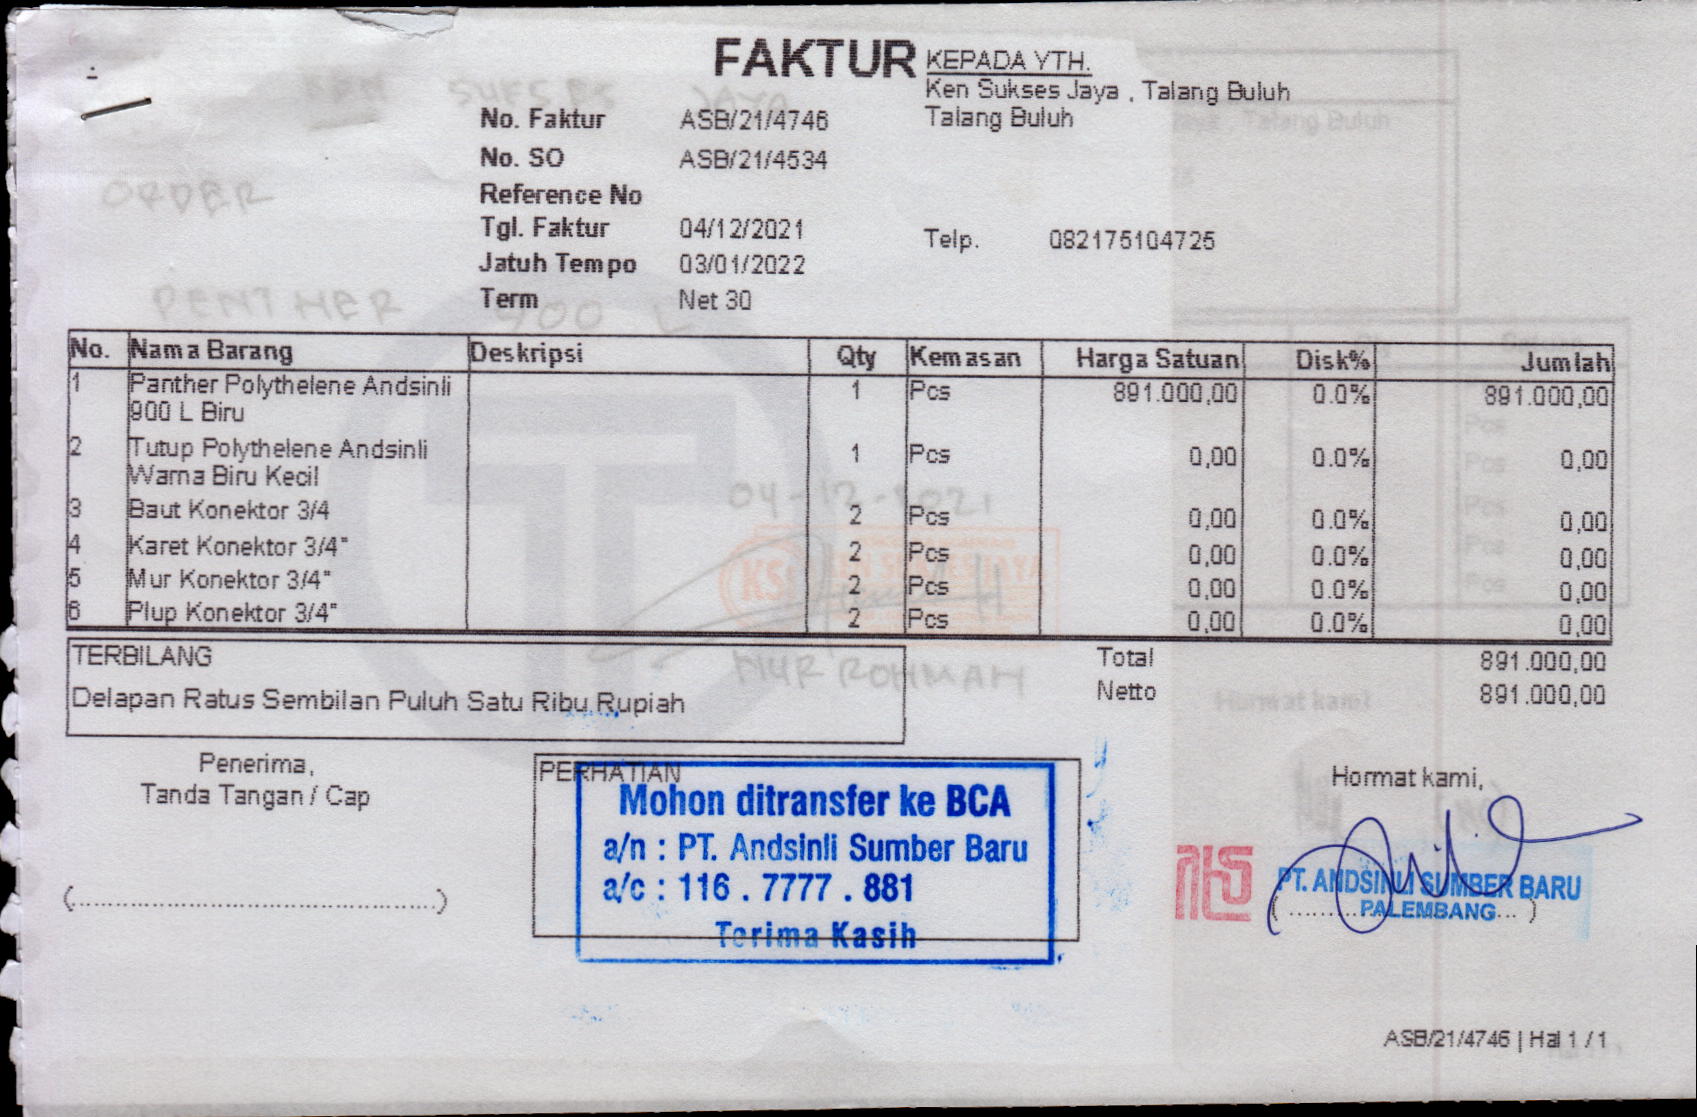 FAKTUR
KEPADA YTH.
Ken Sukses Jaya , Talang Buluh
Talang Buluh
No. Faktur ASB/21/4746
No. SO ASB/21/4534
Reference No
Tgl. Faktur 04/12/2021
Jatuh Tempo 03/01/2022
Term Net 30
Telp. 082175104725
KEN SUKSES JAYA
ORDER
PENTHER 900 L
No. Nama Barang Deskripsi Qty Kemasan Harga Satuan Disk% Jumlah
1 Panther Polythelene Andsinli 1 Pcs 891.000,00 0.0% 891.000,00
900 L Biru
2 Tutup Polythelene Andsinli 1 Pcs 0,00 0.0% 0,00
Warna Biru Kecil
3 Baut Konektor 3/4 2 Pcs 0,00 0.0% 0,00
4 Karet Konektor 3/4" 2 Pcs 0,00 0.0% 0,00
5 Mur Konektor 3/4" 2 Pcs 0,00 0.0% 0,00
6 Plup Konektor 3/4" 2 Pcs 0,00 0.0% 0,00
04-12-2021
KEN SUKSES JAYA
NUR ROHMAH
TERBILANG
Delapan Ratus Sembilan Puluh Satu Ribu Rupiah
Total 891.000,00
Netto 891.000,00
Penerima,
Tanda Tangan / Cap
(..........................................)
PERHATIAN
Mohon ditransfer ke BCA
a/n : PT. Andsinli Sumber Baru
a/c : 116 . 7777 . 881
Terima Kasih
Hormat kami,
PT. ANDSINLI SUMBER BARU
PALEMBANG
ASB/21/4746 | Hal 1 / 1